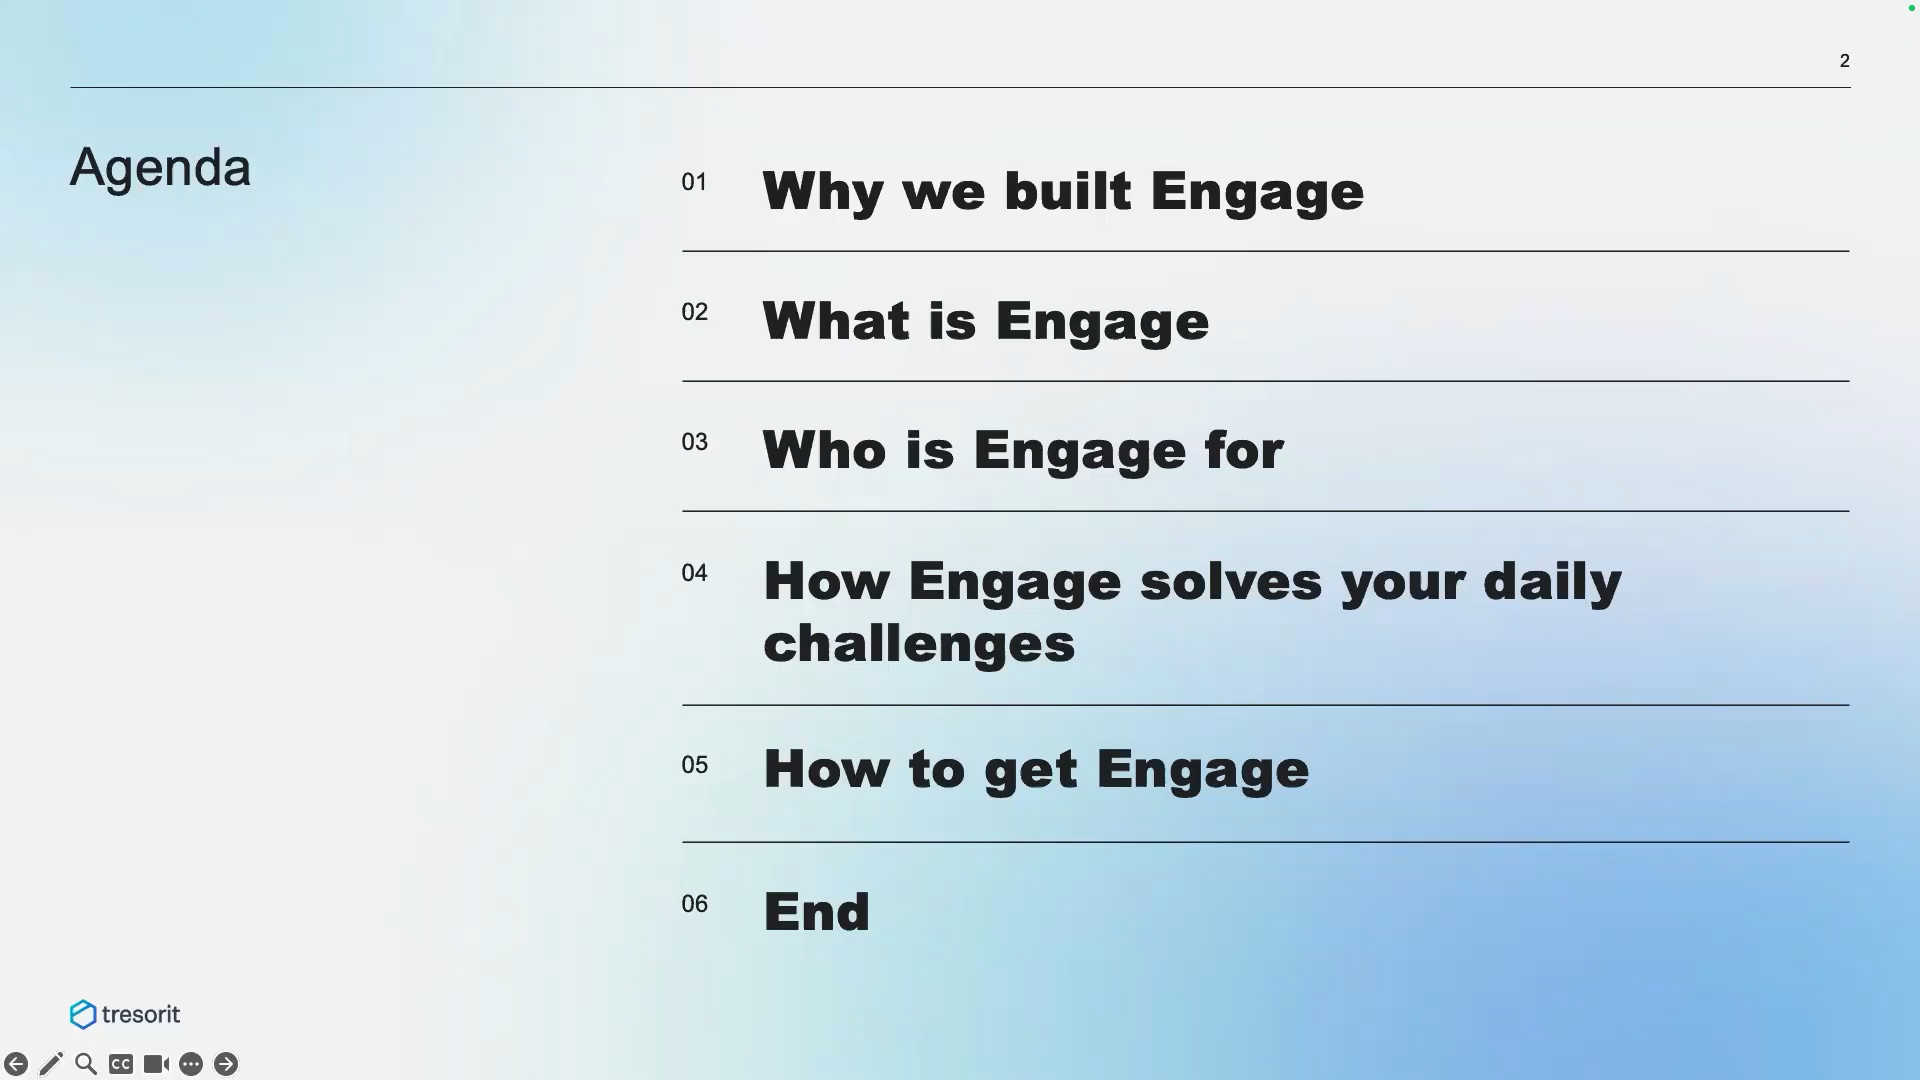 2
Agenda
01 Why we built Engage
02 What is Engage
03 Who is Engage for
04 How Engage solves your daily
challenges
05 How to get Engage
06 End
tresorit
CC